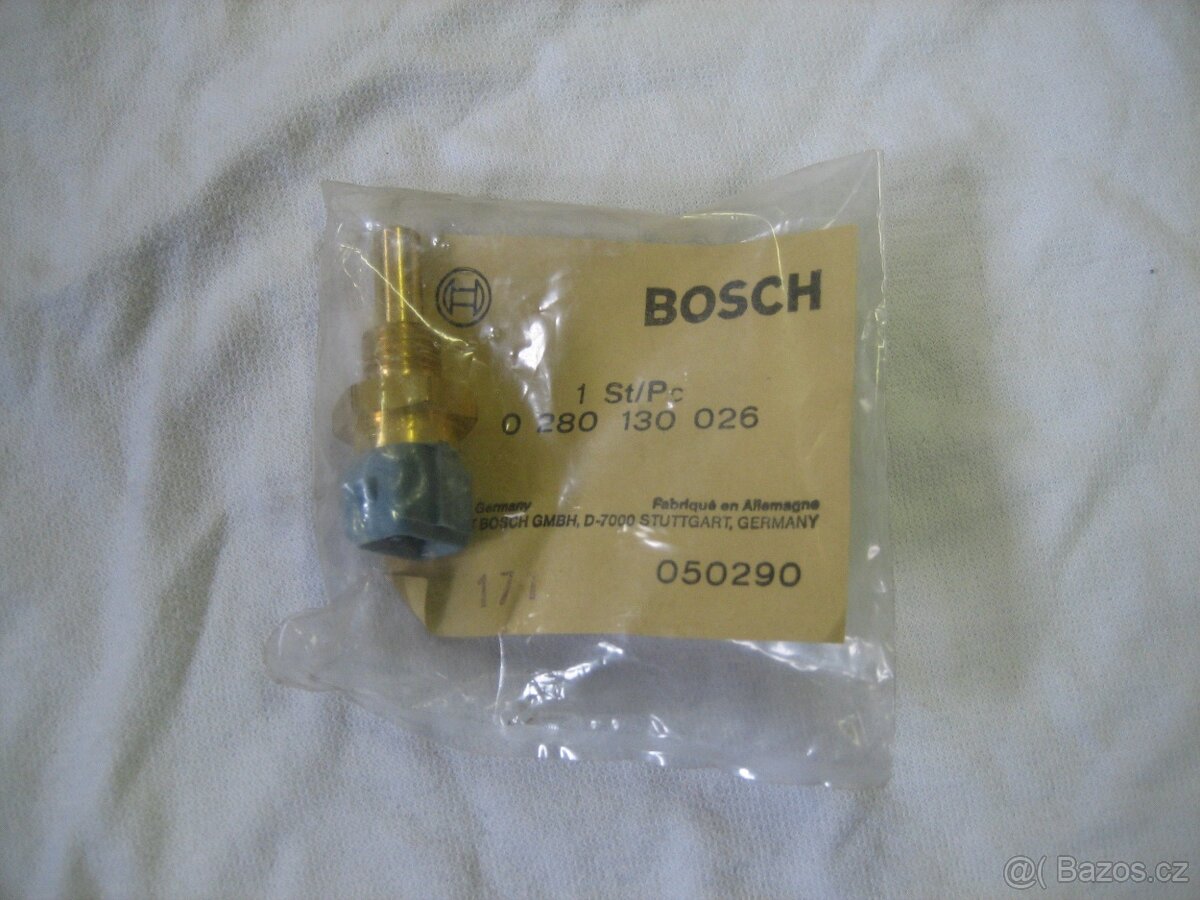 BOSCH
1 St/Pc
0 280 130 026
Germany Fabriqué en Allemagne
BOSCH GMBH, D-7000 STUTTGART, GERMANY
050290
@( Bazos.cz